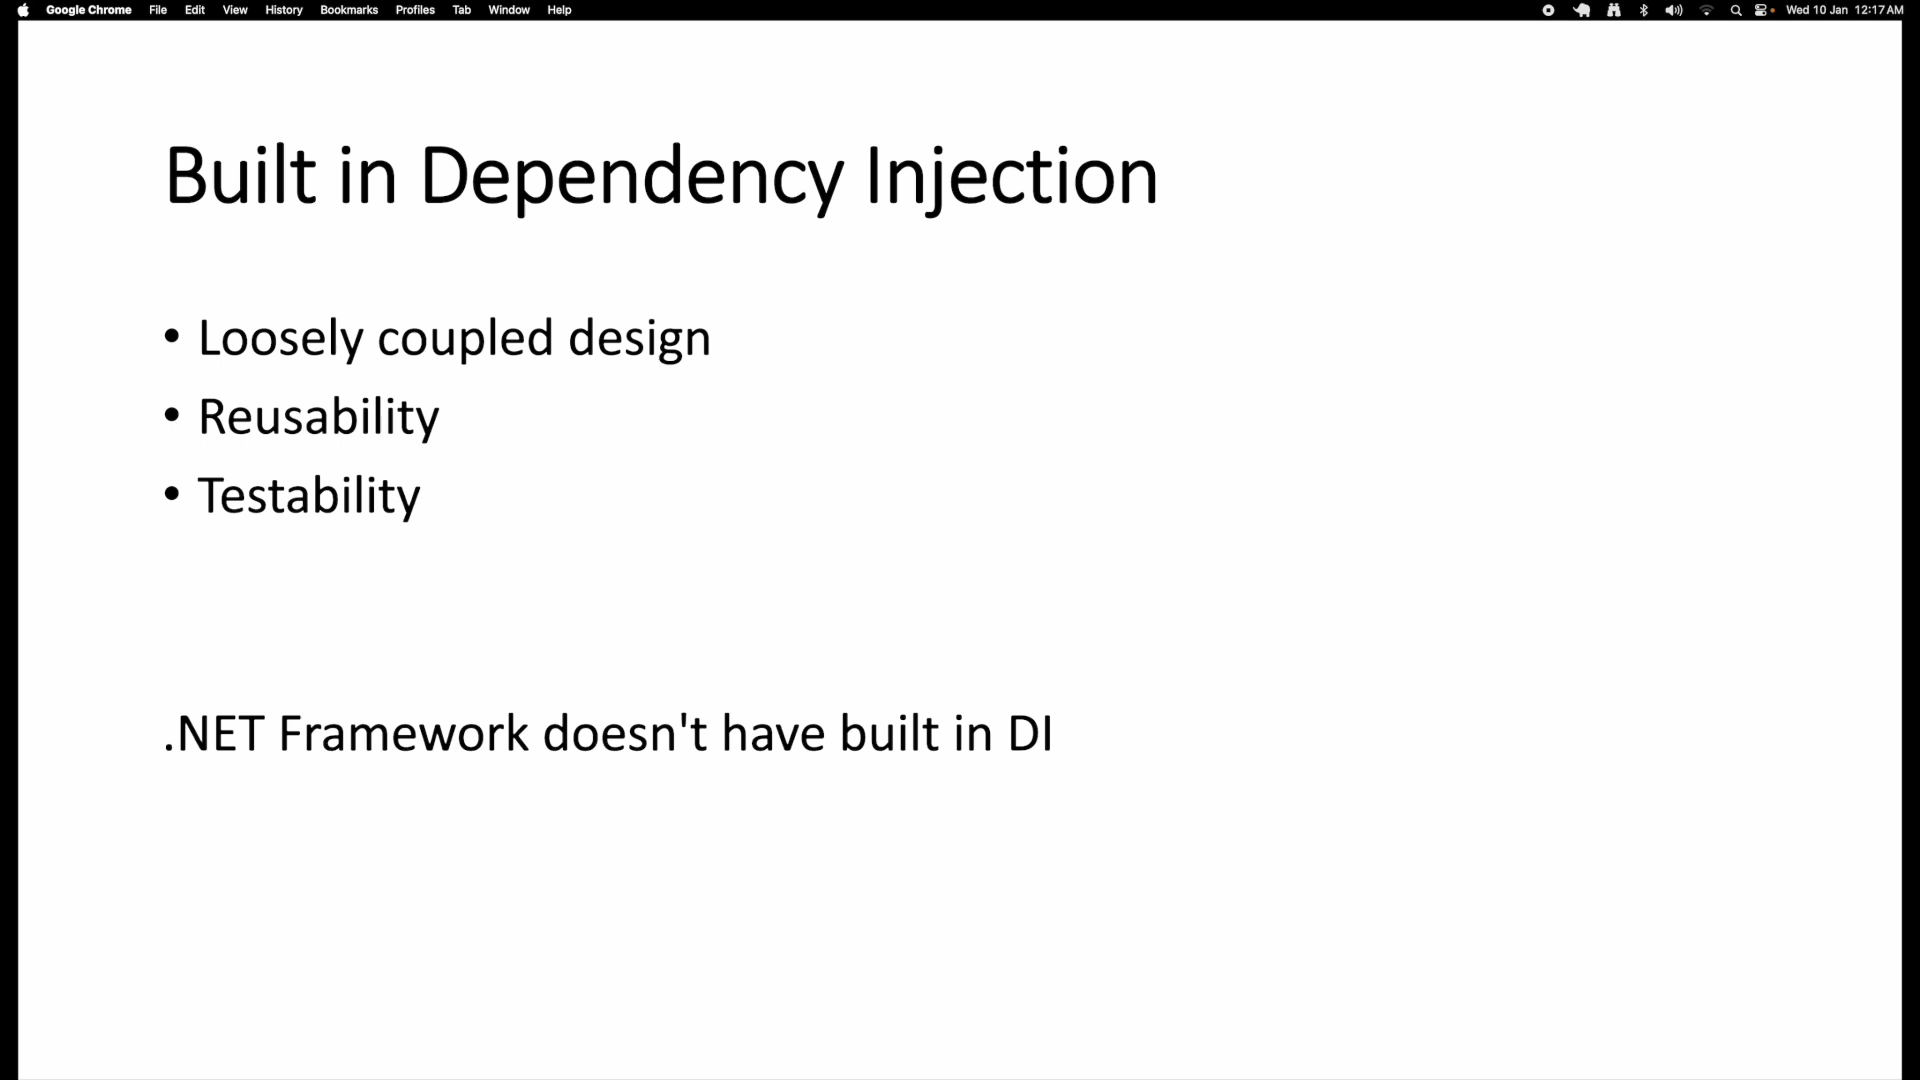 Google Chrome File Edit View History Bookmarks Profiles Tab Window Help Wed 10 Jan 12:17 AM
Built in Dependency Injection
• Loosely coupled design
• Reusability
• Testability
.NET Framework doesn't have built in DI